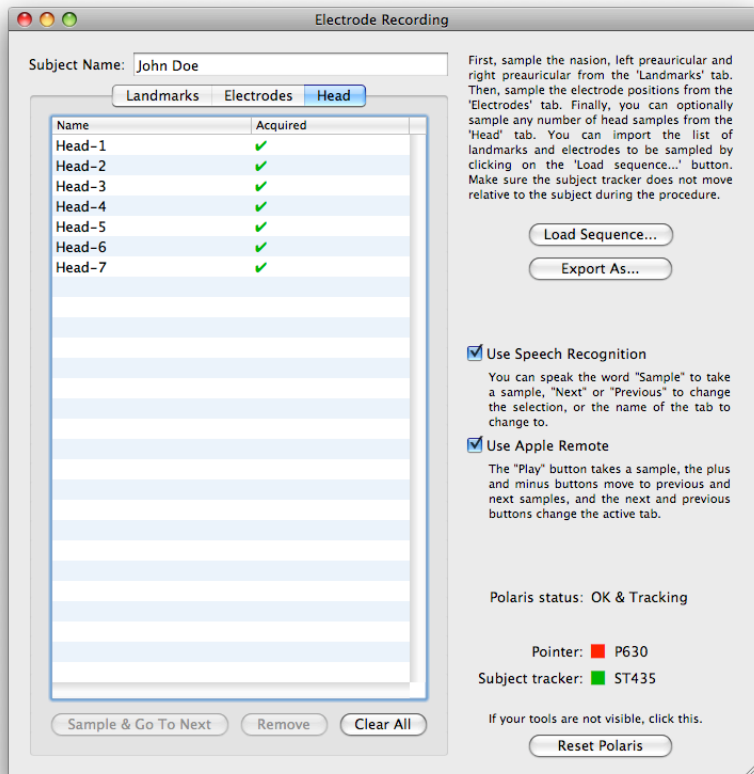 Electrode Recording
Subject Name: John Doe
Landmarks Electrodes Head
Name Acquired
Head-1 ✔
Head-2 ✔
Head-3 ✔
Head-4 ✔
Head-5 ✔
Head-6 ✔
Head-7 ✔
Sample & Go To Next Remove Clear All
First, sample the nasion, left preauricular and
right preauricular from the 'Landmarks' tab.
Then, sample the electrode positions from the
'Electrodes' tab. Finally, you can optionally
sample any number of head samples from the
'Head' tab. You can import the list of
landmarks and electrodes to be sampled by
clicking on the 'Load sequence...' button.
Make sure the subject tracker does not move
relative to the subject during the procedure.
Load Sequence...
Export As...
Use Speech Recognition
You can speak the word "Sample" to take
a sample, "Next" or "Previous" to change
the selection, or the name of the tab to
change to.
Use Apple Remote
The "Play" button takes a sample, the plus
and minus buttons move to previous and
next samples, and the next and previous
buttons change the active tab.
Polaris status: OK & Tracking
Pointer: P630
Subject tracker: ST435
If your tools are not visible, click this.
Reset Polaris